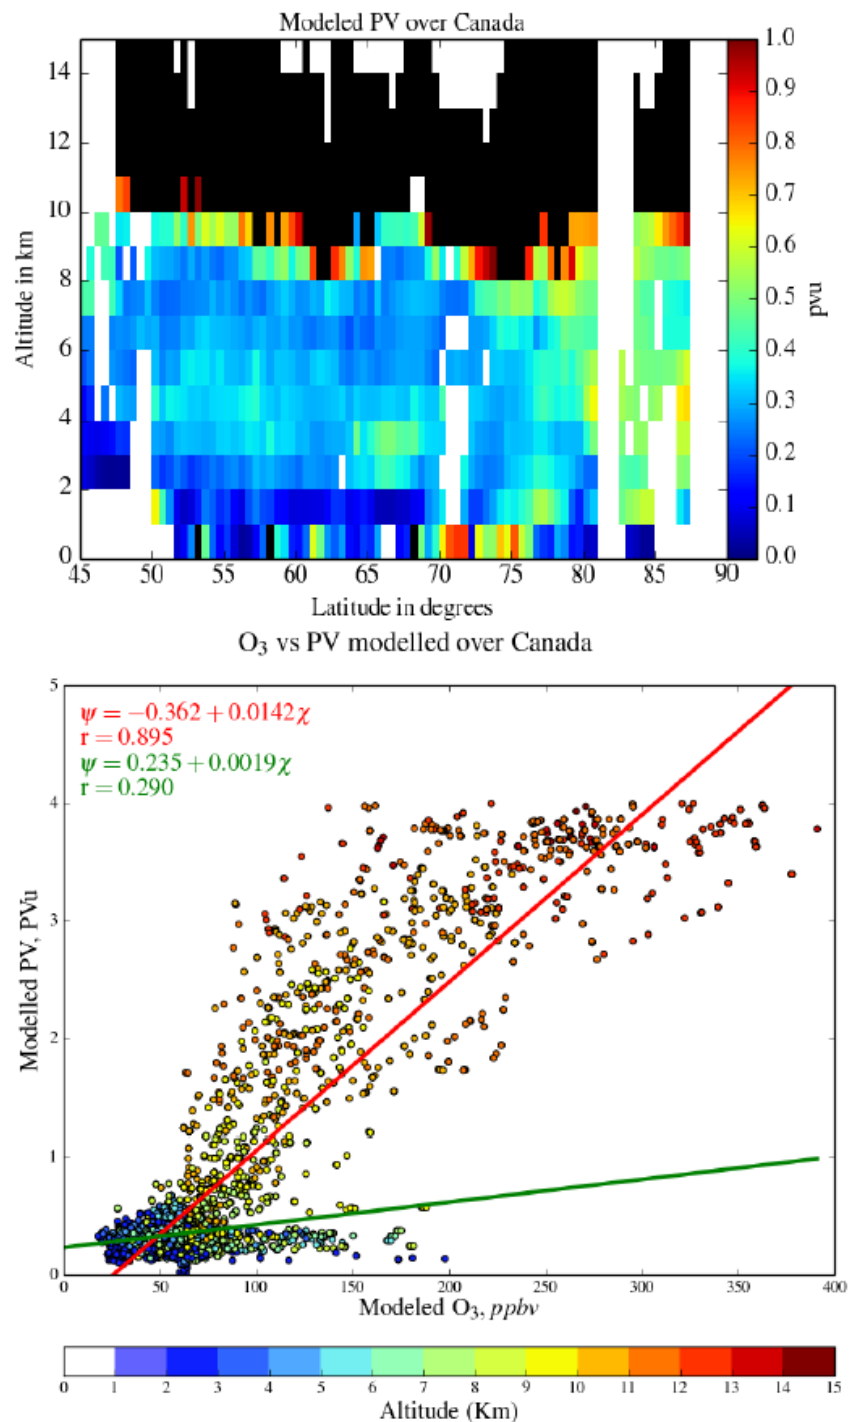 Modeled PV over Canada
14
12
10
8
6
4
2
0
Altitude in km
45 50 55 60 65 70 75 80 85 90
Latitude in degrees
1.0
0.9
0.8
0.7
0.6
0.5
0.4
0.3
0.2
0.1
0.0
pvu
O₃ vs PV modelled over Canada
ψ = −0.362 + 0.0142χ
r = 0.895
ψ = 0.235 + 0.0019χ
r = 0.290
5
4
3
2
1
0
Modelled PV, PVu
0 50 100 150 200 250 300 350 400
Modeled O₃, ppbv
0 1 2 3 4 5 6 7 8 9 10 11 12 13 14 15
Altitude (Km)